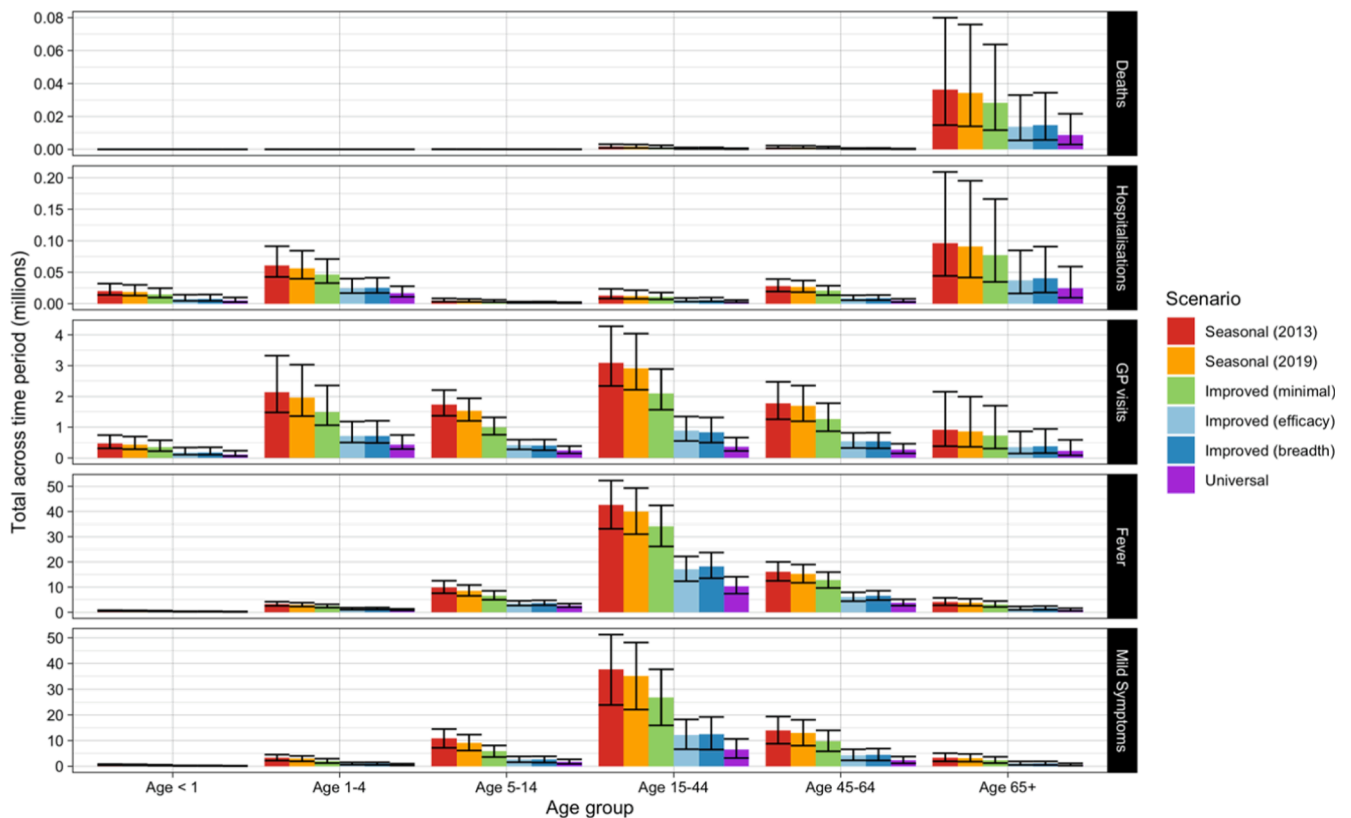 0.08
0.06
0.04
0.02
0.00
Deaths
0.20
0.15
0.10
0.05
0.00
Hospitalisations
4
3
2
1
0
GP visits
50
40
30
20
10
0
Fever
50
40
30
20
10
0
Mild Symptoms
Total across time period (millions)
Age < 1
Age 1-4
Age 5-14
Age 15-44
Age 45-64
Age 65+
Age group
Scenario
Seasonal (2013)
Seasonal (2019)
Improved (minimal)
Improved (efficacy)
Improved (breadth)
Universal